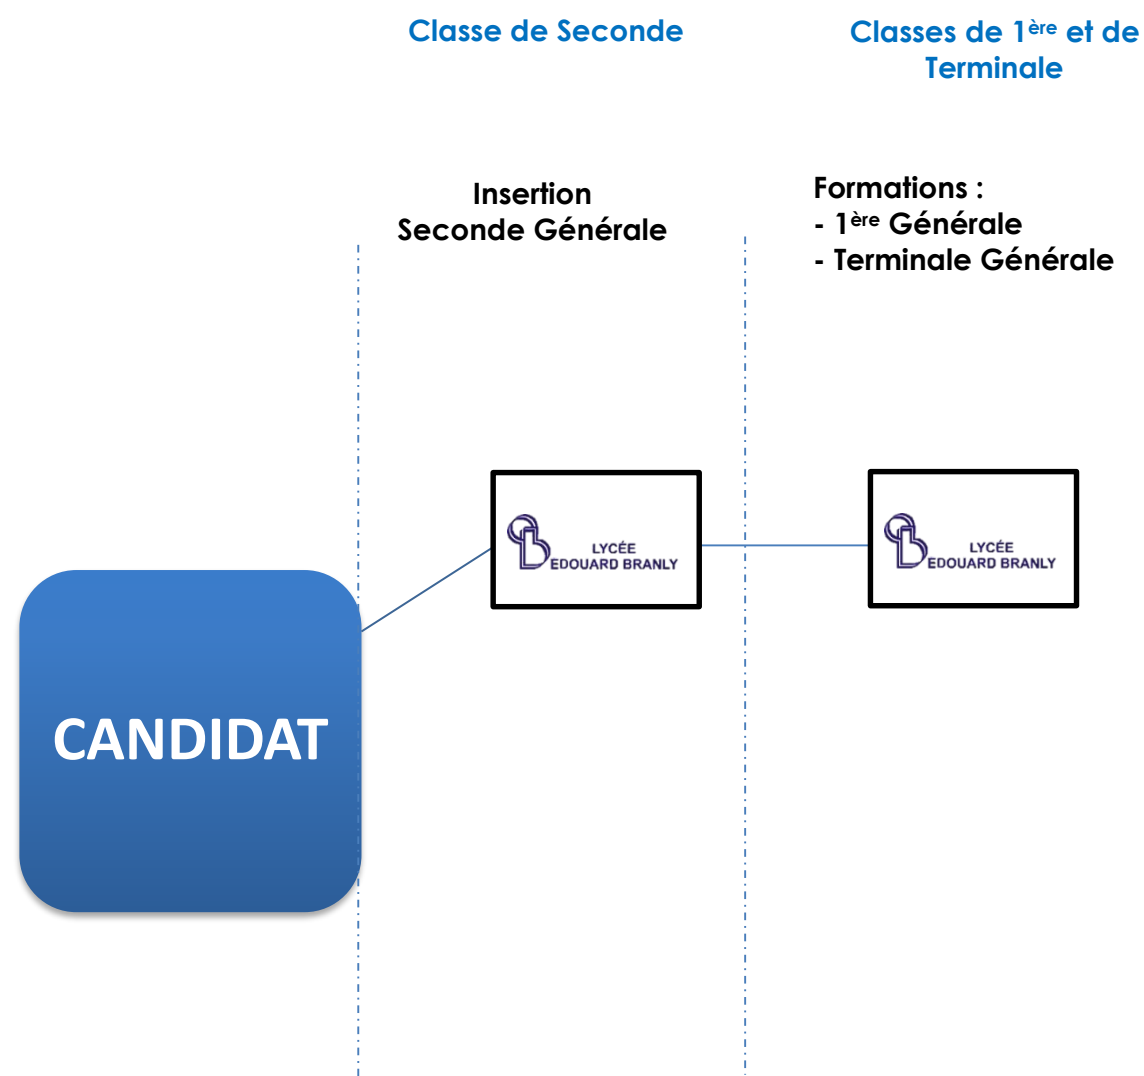 Classe de Seconde
Classes de 1ère et de
Terminale
Insertion
Seconde Générale
Formations :
- 1ère Générale
- Terminale Générale
LYCÉE
EDOUARD BRANLY
LYCÉE
EDOUARD BRANLY
CANDIDAT